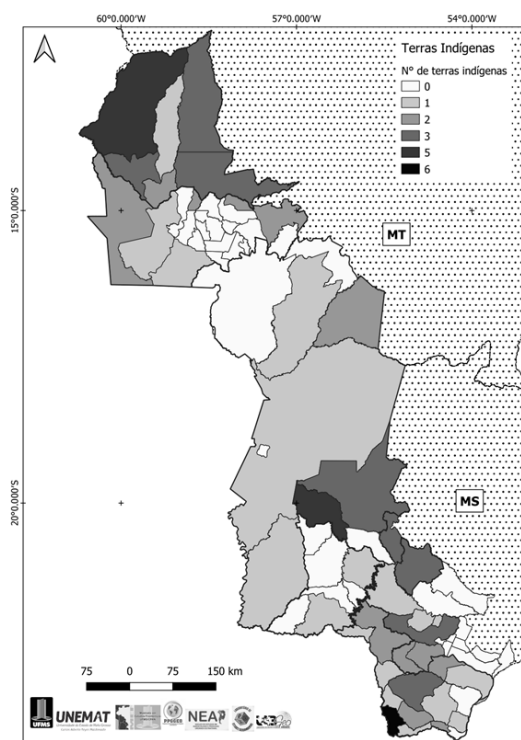 60°0.000'W 57°0.000'W 54°0.000'W
Terras Indígenas
N° de terras indígenas
0
1
2
3
5
6
15°0.000'S
MT
20°0.000'S
MS
75 0 75 150 km
UFMS
UNEMAT
NEAP